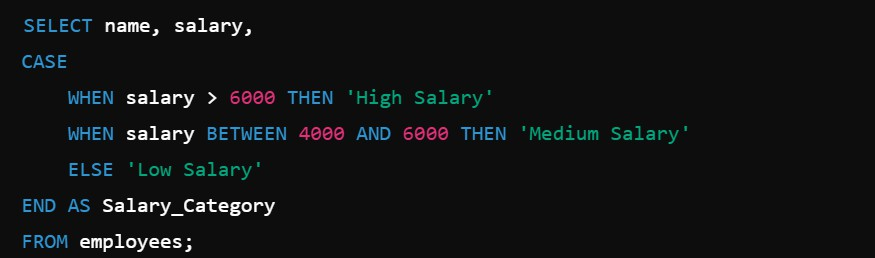 SELECT name, salary,
CASE
    WHEN salary > 6000 THEN 'High Salary'
    WHEN salary BETWEEN 4000 AND 6000 THEN 'Medium Salary'
    ELSE 'Low Salary'
END AS Salary_Category
FROM employees;